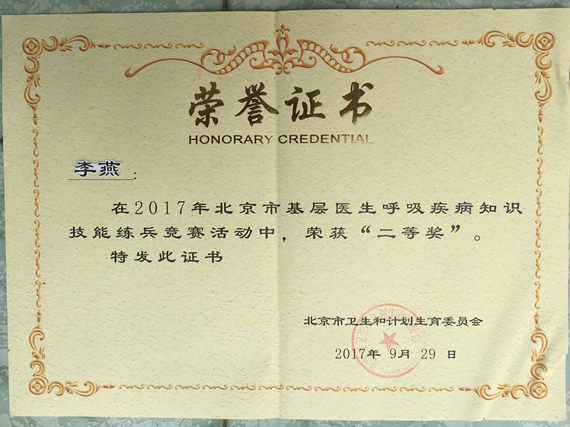 荣誉证书
HONORARY CREDENTIAL
李燕：
在2017年北京市基层医生呼吸疾病知识
技能练兵竞赛活动中，荣获“二等奖”。
特发此证书
北京市卫生和计划生育委员会
2017年 9月 29 日